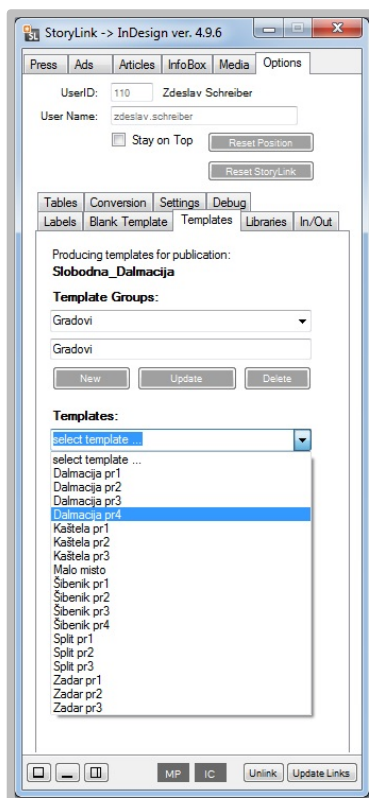 StoryLink -> InDesign ver. 4.9.6
Press Ads Articles InfoBox Media Options
UserID: 110 Zdeslav Schreiber
User Name: zdeslav.schreiber
Stay on Top Reset Position
Reset StoryLink
Tables Conversion Settings Debug
Labels Blank Template Templates Libraries In/Out
Producing templates for publication:
Slobodna_Dalmacija
Template Groups:
Gradovi
Gradovi
New Update Delete
Templates:
select template ...
select template ...
Dalmacija pr1
Dalmacija pr2
Dalmacija pr3
Dalmacija pr4
Kaštela pr1
Kaštela pr2
Kaštela pr3
Malo misto
Šibenik pr1
Šibenik pr2
Šibenik pr3
Šibenik pr4
Split pr1
Split pr2
Split pr3
Zadar pr1
Zadar pr2
Zadar pr3
MP IC Unlink Update Links